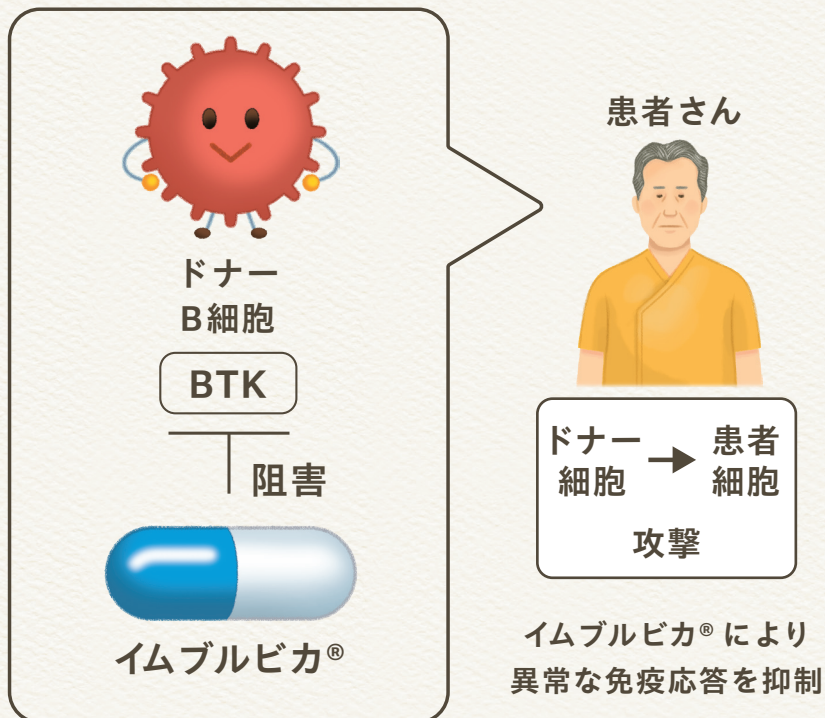 ドナー
B細胞
BTK
阻害
イムブルビカ®
患者さん
ドナー
細胞
→
患者
細胞
攻撃
イムブルビカ®により
異常な免疫応答を抑制